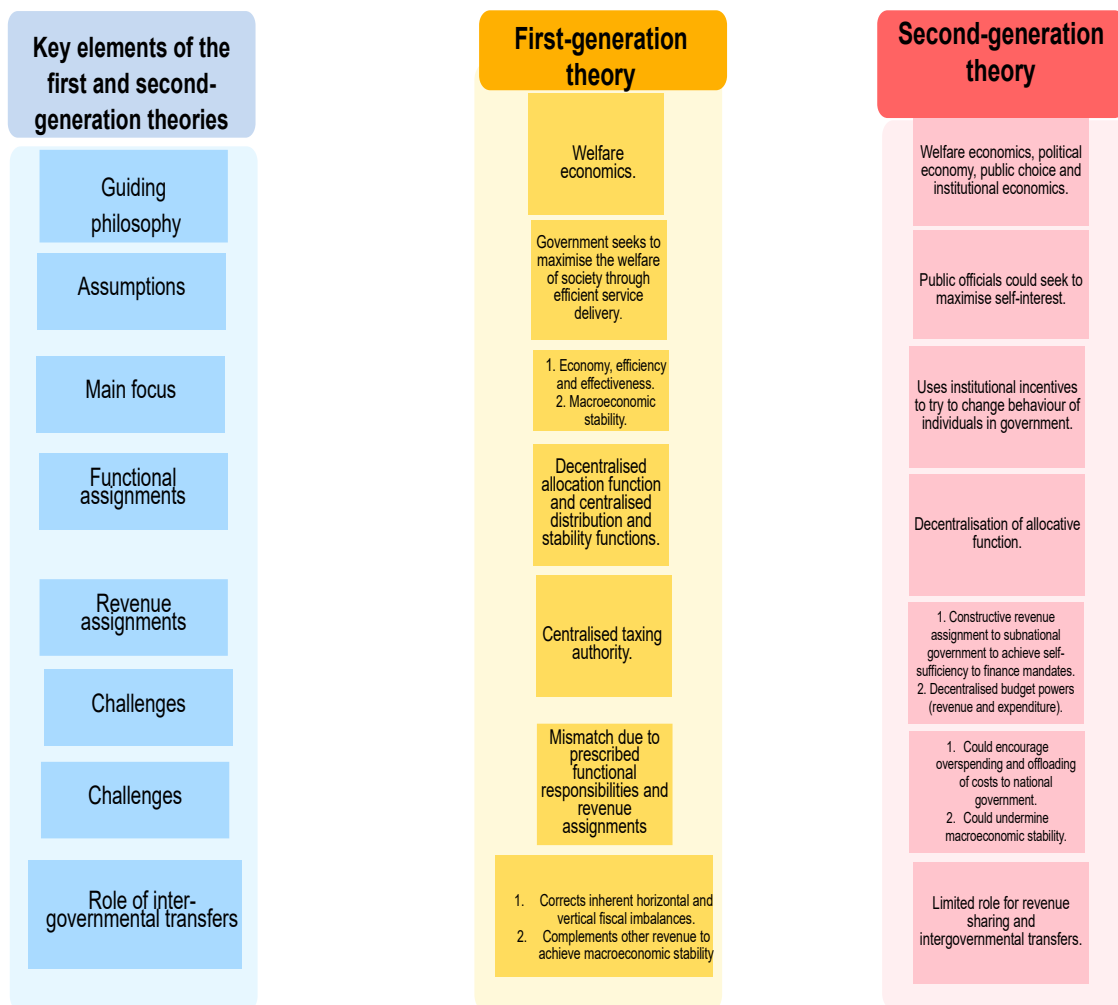 Key elements of the
first and second-
generation theories
First-generation
theory
Second-generation
theory
Guiding
philosophy
Welfare
economics.
Welfare economics, political
economy, public choice and
institutional economics.
Assumptions
Government seeks to
maximise the welfare
of society through
efficient service
delivery.
Public officials could seek to
maximise self-interest.
Main focus
1. Economy, efficiency
and effectiveness.
2. Macroeconomic
stability.
Uses institutional incentives
to try to change behaviour of
individuals in government.
Functional
assignments
Decentralised
allocation function
and centralised
distribution and
stability functions.
Decentralisation of allocative
function.
Revenue
assignments
Centralised taxing
authority.
1. Constructive revenue
assignment to subnational
government to achieve self-
sufficiency to finance mandates.
2. Decentralised budget powers
(revenue and expenditure).
Challenges
Challenges
Mismatch due to
prescribed
functional
responsibilities and
revenue
assignments
1. Could encourage
overspending and offloading
of costs to national
government.
2. Could undermine
macroeconomic stability.
Role of inter-
governmental transfers
1. Corrects inherent horizontal and
vertical fiscal imbalances.
2. Complements other revenue to
achieve macroeconomic stability
Limited role for revenue
sharing and
intergovernmental transfers.